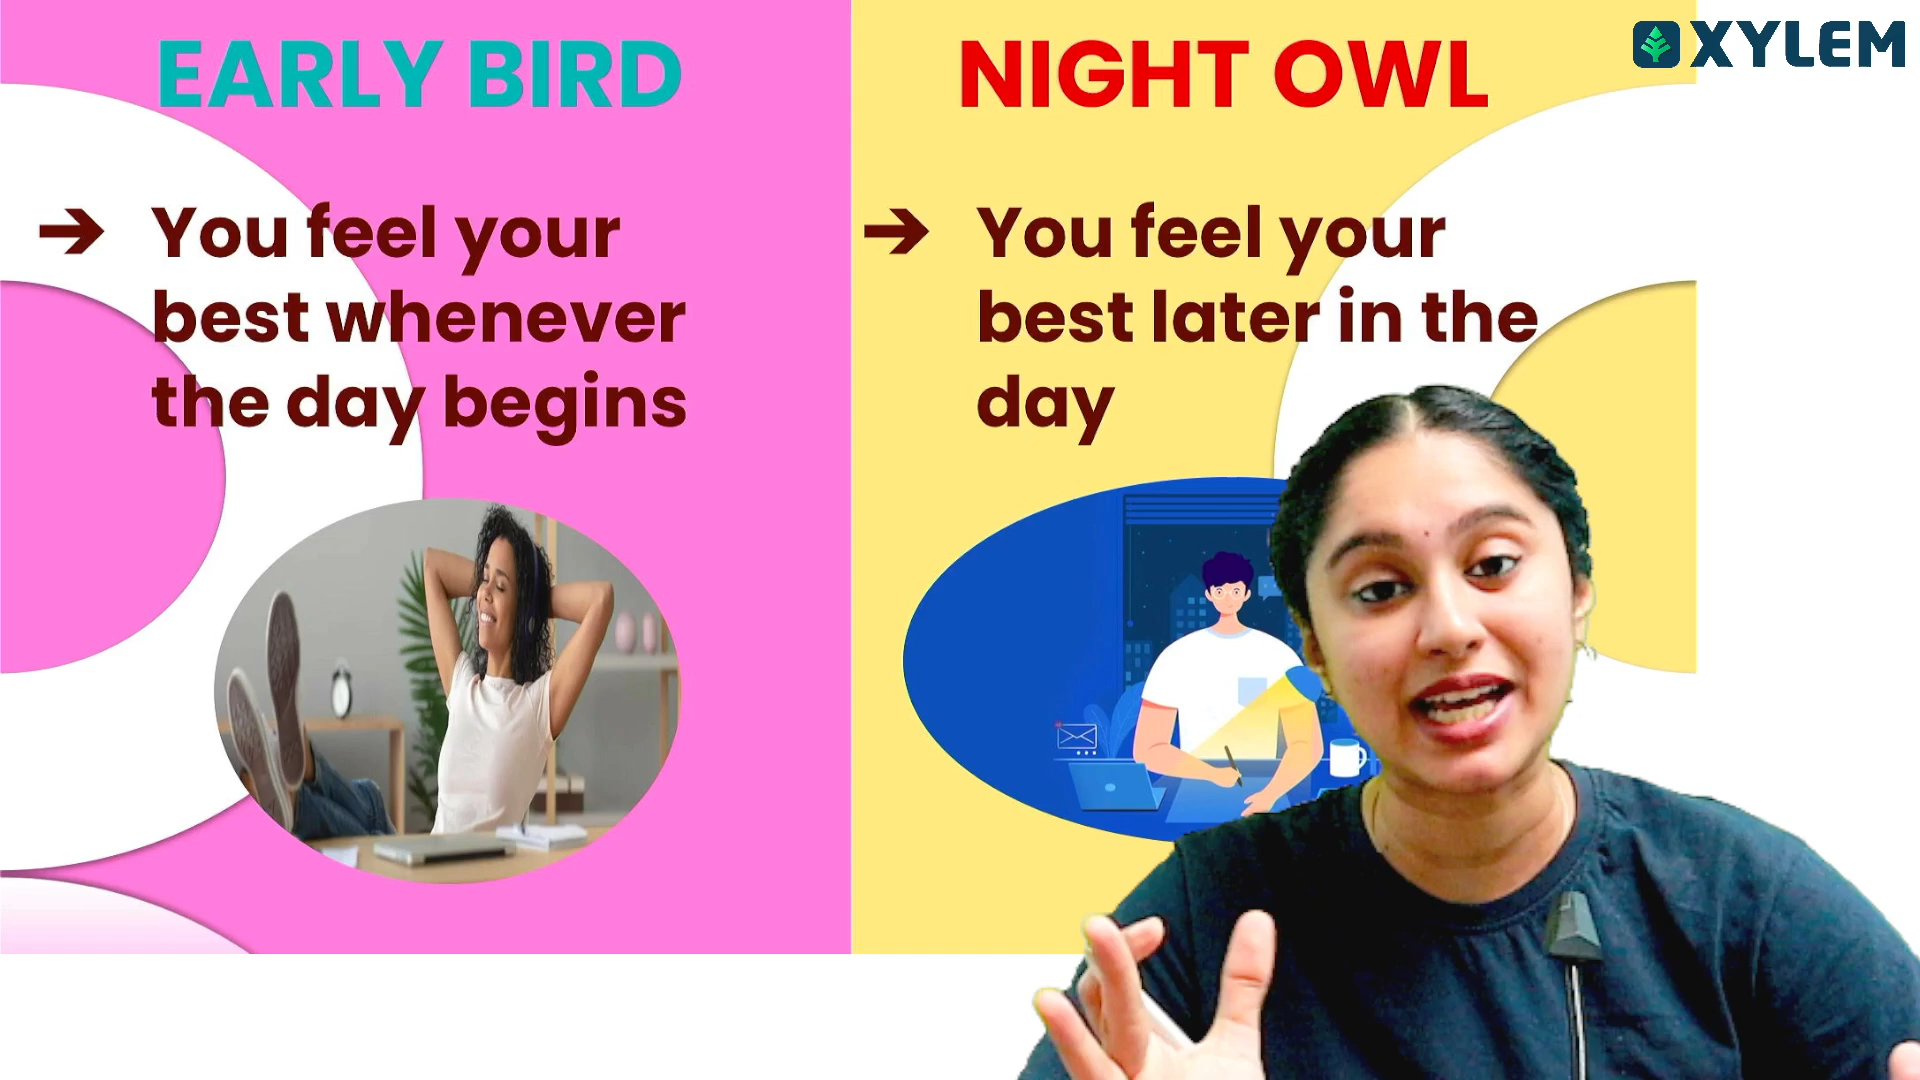 EARLY BIRD
➔ You feel your
best whenever
the day begins
NIGHT OWL
➔ You feel your
best later in the
day
XYLEM